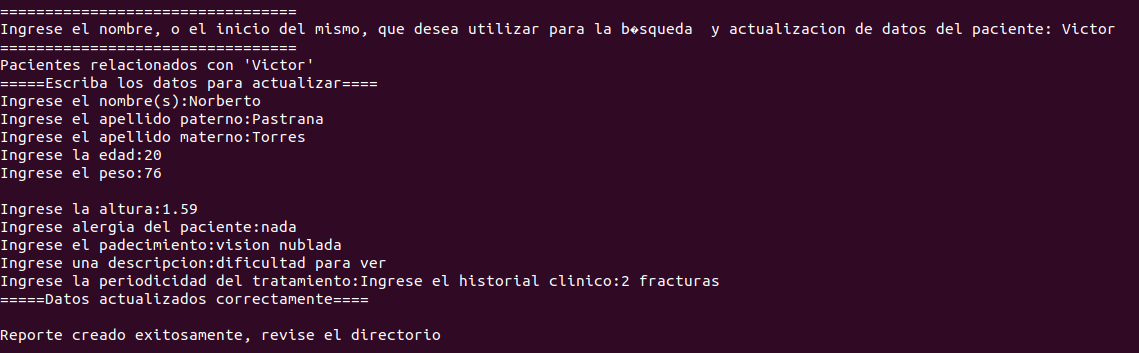 =================================
Ingrese el nombre, o el inicio del mismo, que desea utilizar para la b�squeda  y actualizacion de datos del paciente: Victor
=================================
Pacientes relacionados con 'Victor'
=====Escriba los datos para actualizar====
Ingrese el nombre(s):Norberto
Ingrese el apellido paterno:Pastrana
Ingrese el apellido materno:Torres
Ingrese la edad:20
Ingrese el peso:76

Ingrese la altura:1.59
Ingrese alergia del paciente:nada
Ingrese el padecimiento:vision nublada
Ingrese una descripcion:dificultad para ver
Ingrese la periodicidad del tratamiento:Ingrese el historial clinico:2 fracturas
=====Datos actualizados correctamente====

Reporte creado exitosamente, revise el directorio